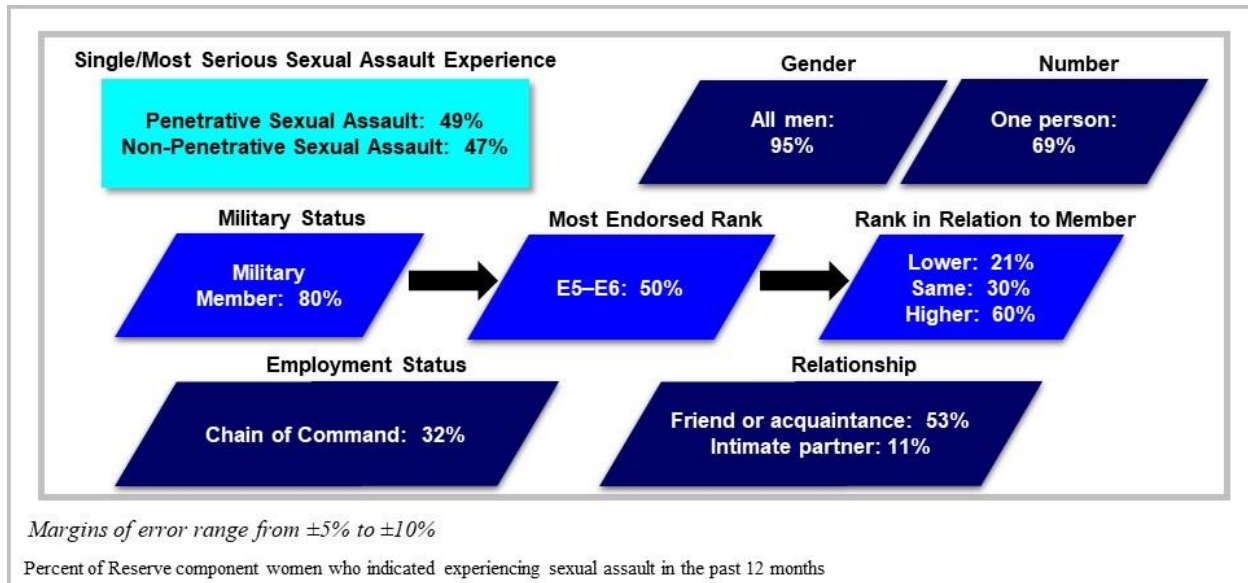 Single/Most Serious Sexual Assault Experience
Penetrative Sexual Assault: 49%
Non-Penetrative Sexual Assault: 47%
Gender
All men:
95%
Number
One person:
69%
Military Status
Military
Member: 80%
Most Endorsed Rank
E5–E6: 50%
Rank in Relation to Member
Lower: 21%
Same: 30%
Higher: 60%
Employment Status
Chain of Command: 32%
Relationship
Friend or acquaintance: 53%
Intimate partner: 11%
Margins of error range from ±5% to ±10%
Percent of Reserve component women who indicated experiencing sexual assault in the past 12 months